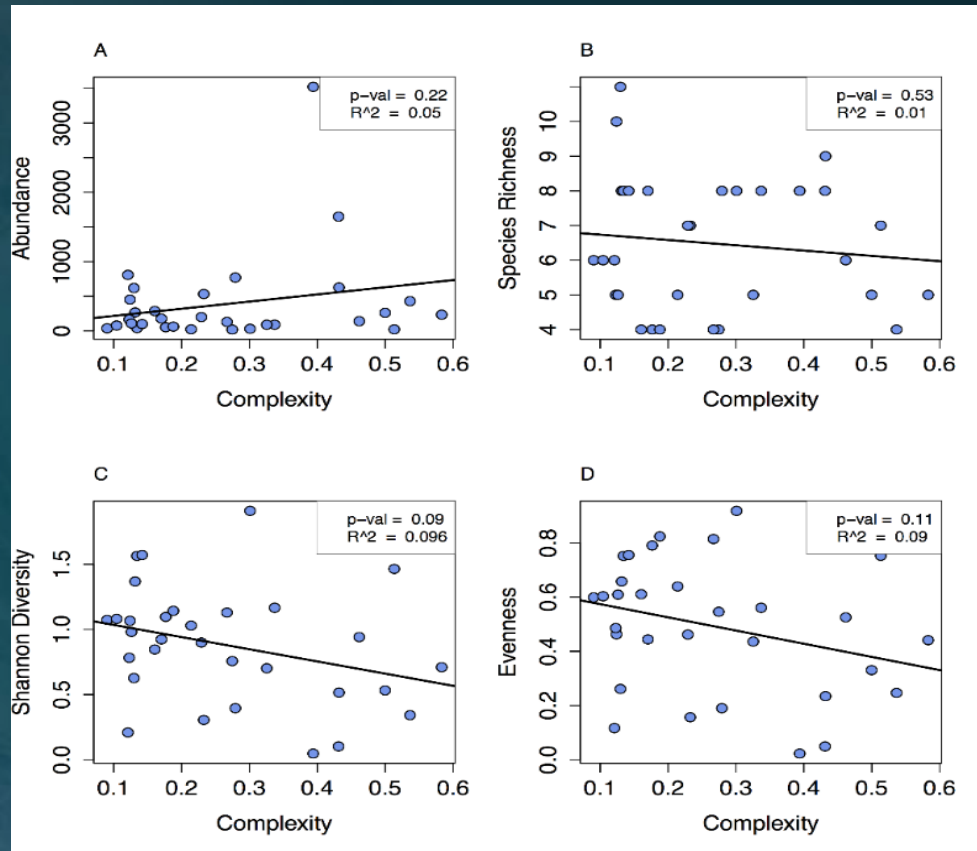 A
p-val = 0.22
R^2 = 0.05
Abundance
0 1000 2000 3000
0.1 0.2 0.3 0.4 0.5 0.6
Complexity
B
p-val = 0.53
R^2 = 0.01
Species Richness
4 5 6 7 8 9 10
0.1 0.2 0.3 0.4 0.5 0.6
Complexity
C
p-val = 0.09
R^2 = 0.096
Shannon Diversity
0.0 0.5 1.0 1.5
0.1 0.2 0.3 0.4 0.5 0.6
Complexity
D
p-val = 0.11
R^2 = 0.09
Evenness
0.0 0.2 0.4 0.6 0.8
0.1 0.2 0.3 0.4 0.5 0.6
Complexity